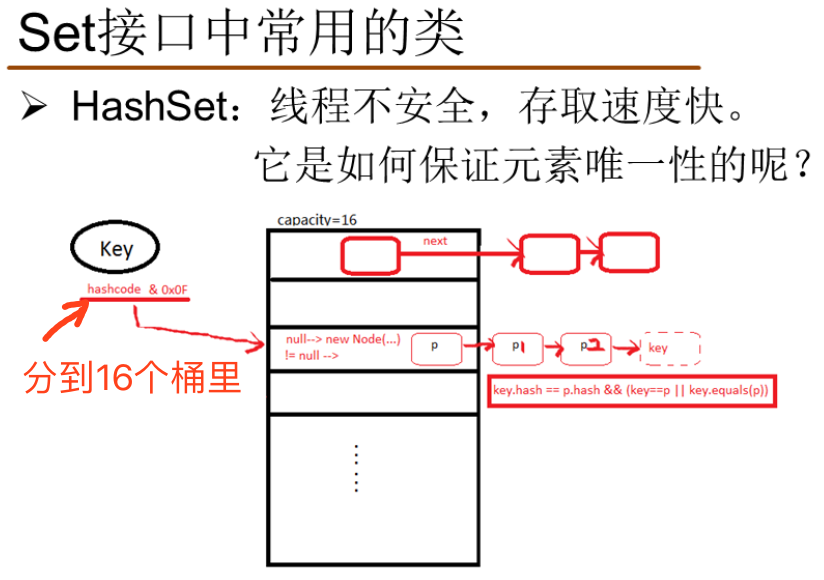 Set接口中常用的类
➢ HashSet：线程不安全，存取速度快。
它是如何保证元素唯一性的呢？
capacity=16
Key
next
hashcode & 0x0F
null--> new Node(...)
!= null -->
p
p1
p2
key
分到16个桶里
key.hash == p.hash && (key==p || key.equals(p))